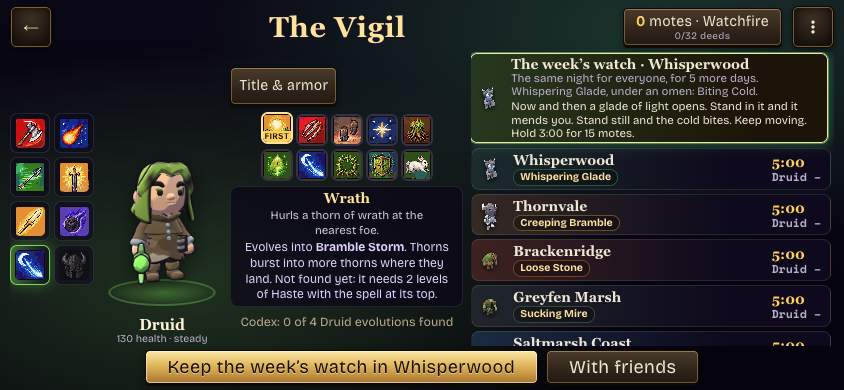 ←
The Vigil
0 motes · Watchfire
0/32 deeds
⋮
Title & armor
FIRST
Wrath
Hurls a thorn of wrath at the
nearest foe.
Evolves into Bramble Storm. Thorns
burst into more thorns where they
land. Not found yet: it needs 2 levels
of Haste with the spell at its top.
Codex: 0 of 4 Druid evolutions found
Druid
130 health · steady
The week's watch · Whisperwood
The same night for everyone, for 5 more days.
Whispering Glade, under an omen: Biting Cold.
Now and then a glade of light opens. Stand in it and it
mends you. Stand still and the cold bites. Keep moving.
Hold 3:00 for 15 motes.
Whisperwood 5:00
Whispering Glade Druid –
Thornvale 5:00
Creeping Bramble Druid –
Brackenridge 5:00
Loose Stone Druid –
Greyfen Marsh 5:00
Sucking Mire Druid –
Saltmarsh Coast 5:00
Keep the week's watch in Whisperwood
With friends